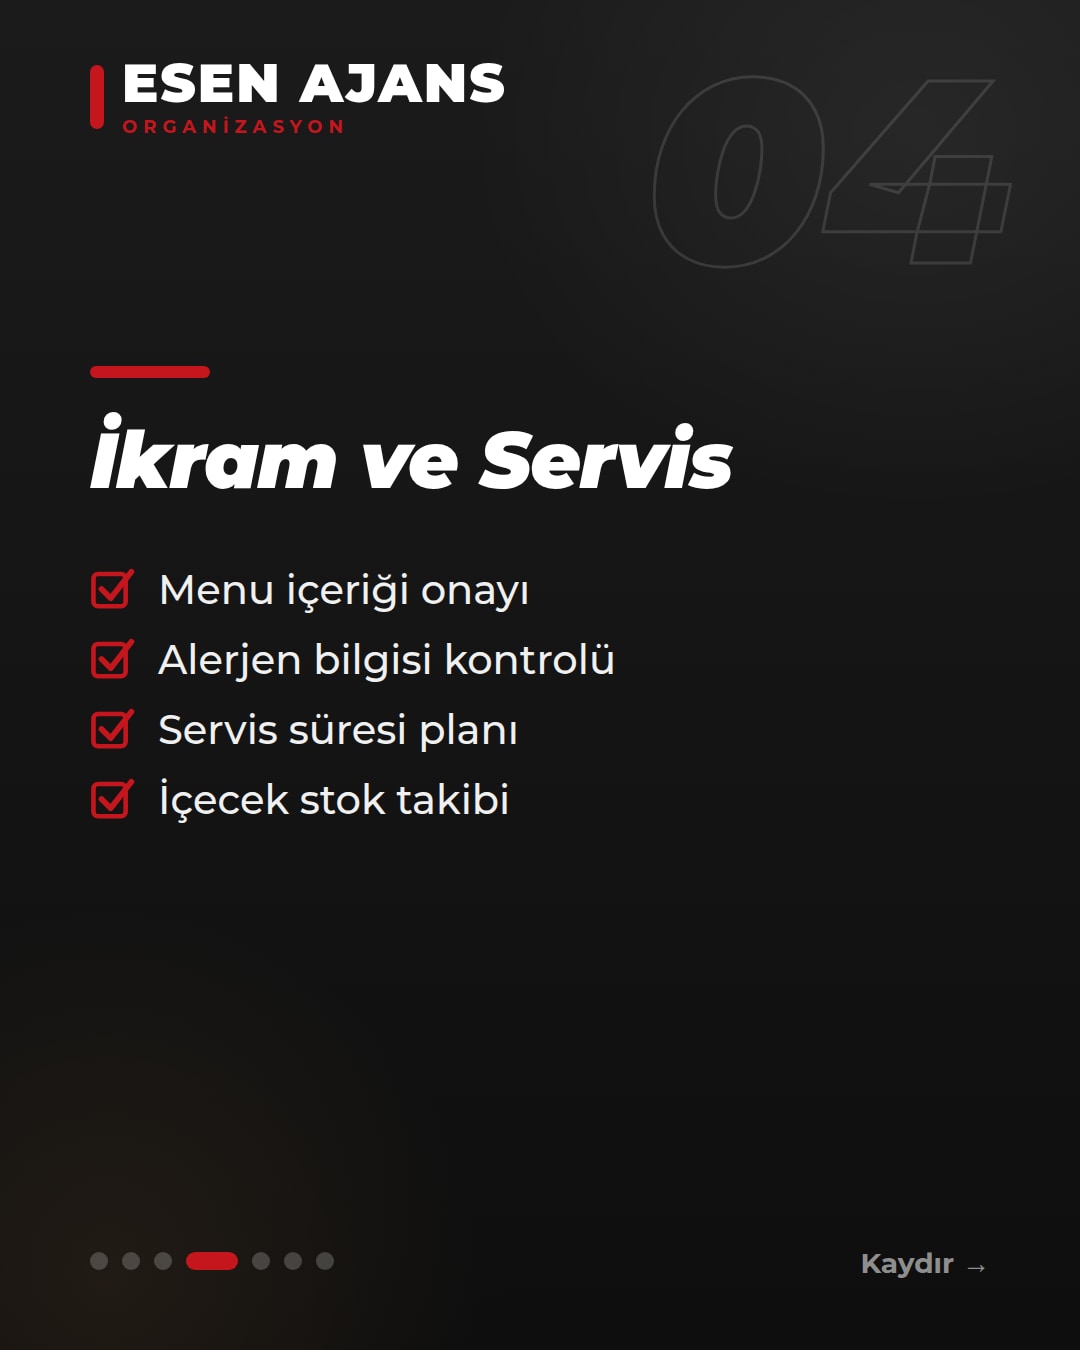 ESEN AJANS
ORGANİZASYON
04
İkram ve Servis
Menu içeriği onayı
Alerjen bilgisi kontrolü
Servis süresi planı
İçecek stok takibi
Kaydır →